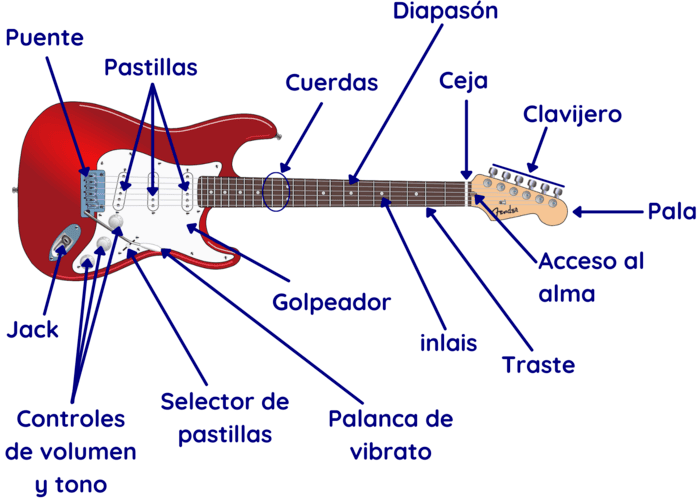 Diapasón
Puente
Pastillas
Cuerdas
Ceja
Clavijero
Fender
Pala
Acceso al
alma
Golpeador
Jack
inlais
Traste
Controles
de volumen
y tono
Selector de
pastillas
Palanca de
vibrato